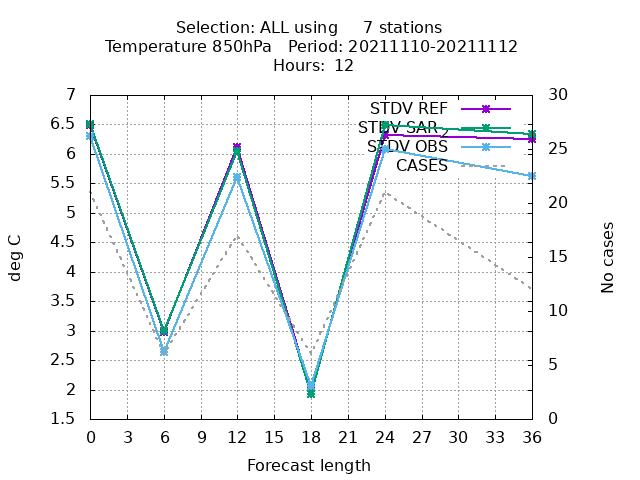 Selection: ALL using 7 stations
Temperature 850hPa Period: 20211110-20211112
Hours: 12
7
6.5
6
5.5
5
4.5
4
3.5
3
2.5
2
1.5
deg C
30
25
20
15
10
5
0
No cases
STDV REF
STDV SAR_2
STDV OBS
CASES
0 3 6 9 12 15 18 21 24 27 30 33 36
Forecast length